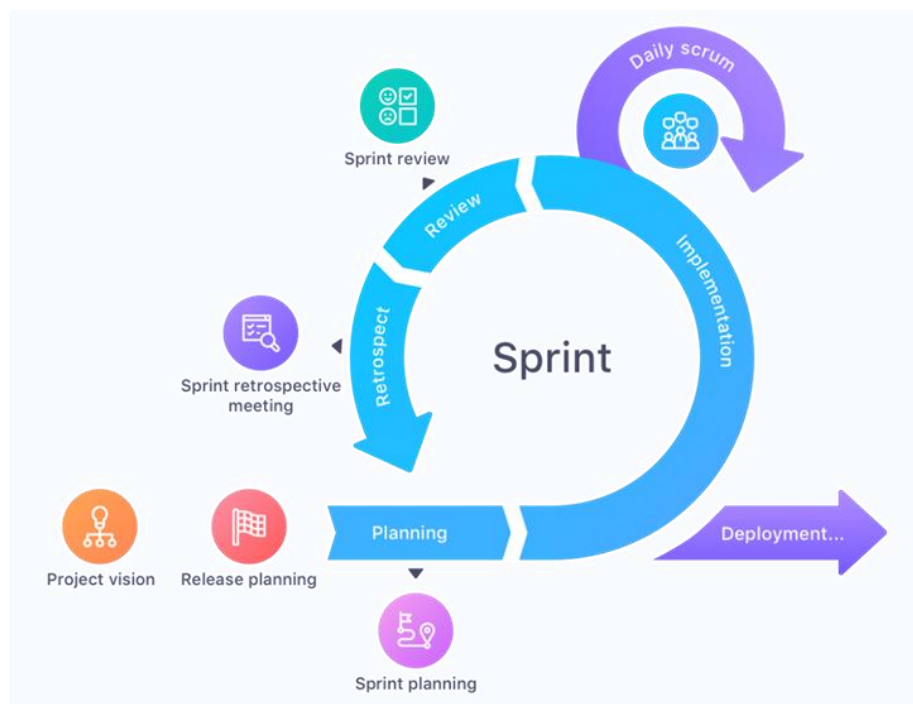 Daily scrum
Sprint review
Review
Implementation
Retrospect
Sprint
Sprint retrospective
meeting
Planning
Deployment...
Project vision
Release planning
Sprint planning